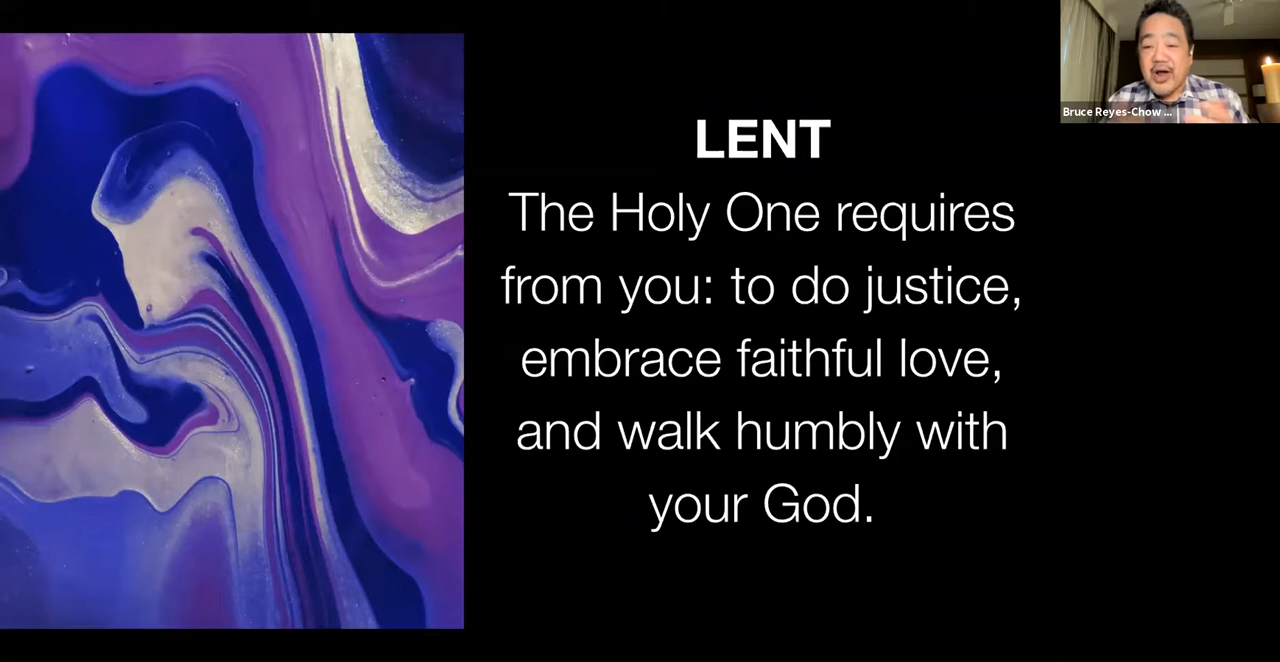 LENT
The Holy One requires
from you: to do justice,
embrace faithful love,
and walk humbly with
your God.
Bruce Reyes-Chow ...